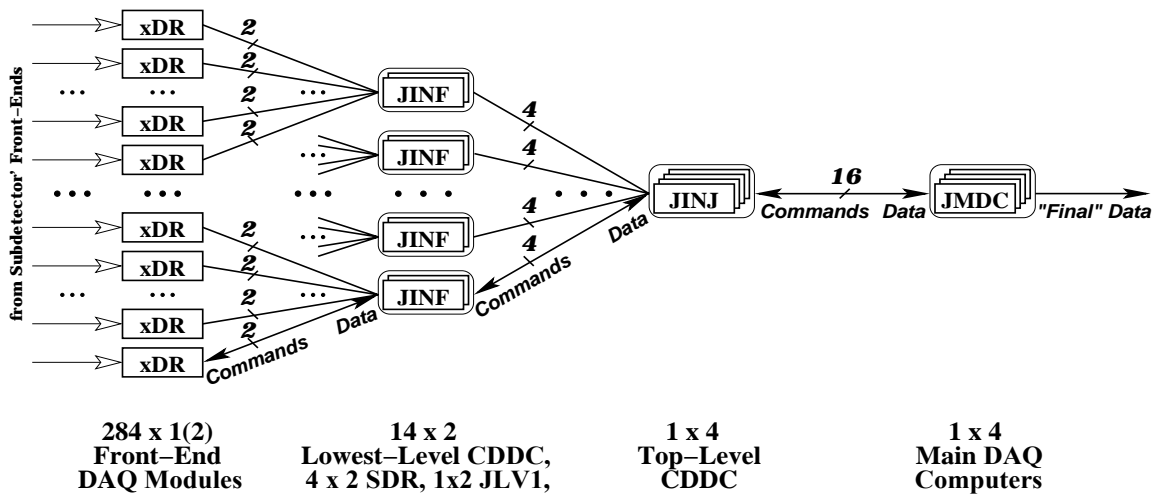 from Subdetector' Front-Ends
xDR
xDR
... ... ...
xDR
xDR
... ... ... ... ...
xDR
xDR
... ... ...
xDR
xDR
2
2
2
2
2
2
2
2
Commands Data
JINF
...
JINF
...
JINF
JINF
4
4
4
4
Commands Data
JINJ
16
Commands Data
JMDC
"Final" Data
284 x 1(2)
Front–End
DAQ Modules
14 x 2
Lowest–Level CDDC,
4 x 2 SDR, 1x2 JLV1,
1 x 4
Top–Level
CDDC
1 x 4
Main DAQ
Computers